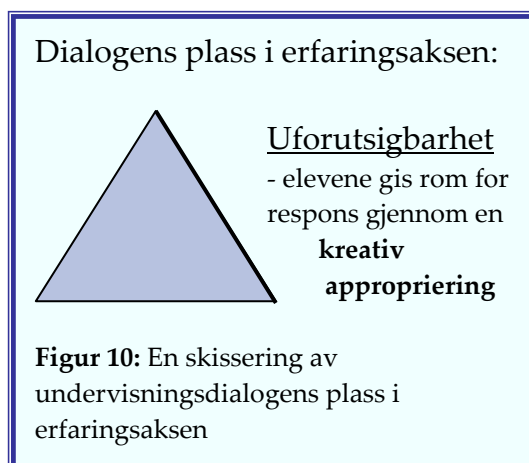 Dialogens plass i erfaringsaksen:
Uforutsigbarhet
- elevene gis rom for
respons gjennom en
kreativ
appropriering
Figur 10: En skissering av
undervisningsdialogens plass i
erfaringsaksen